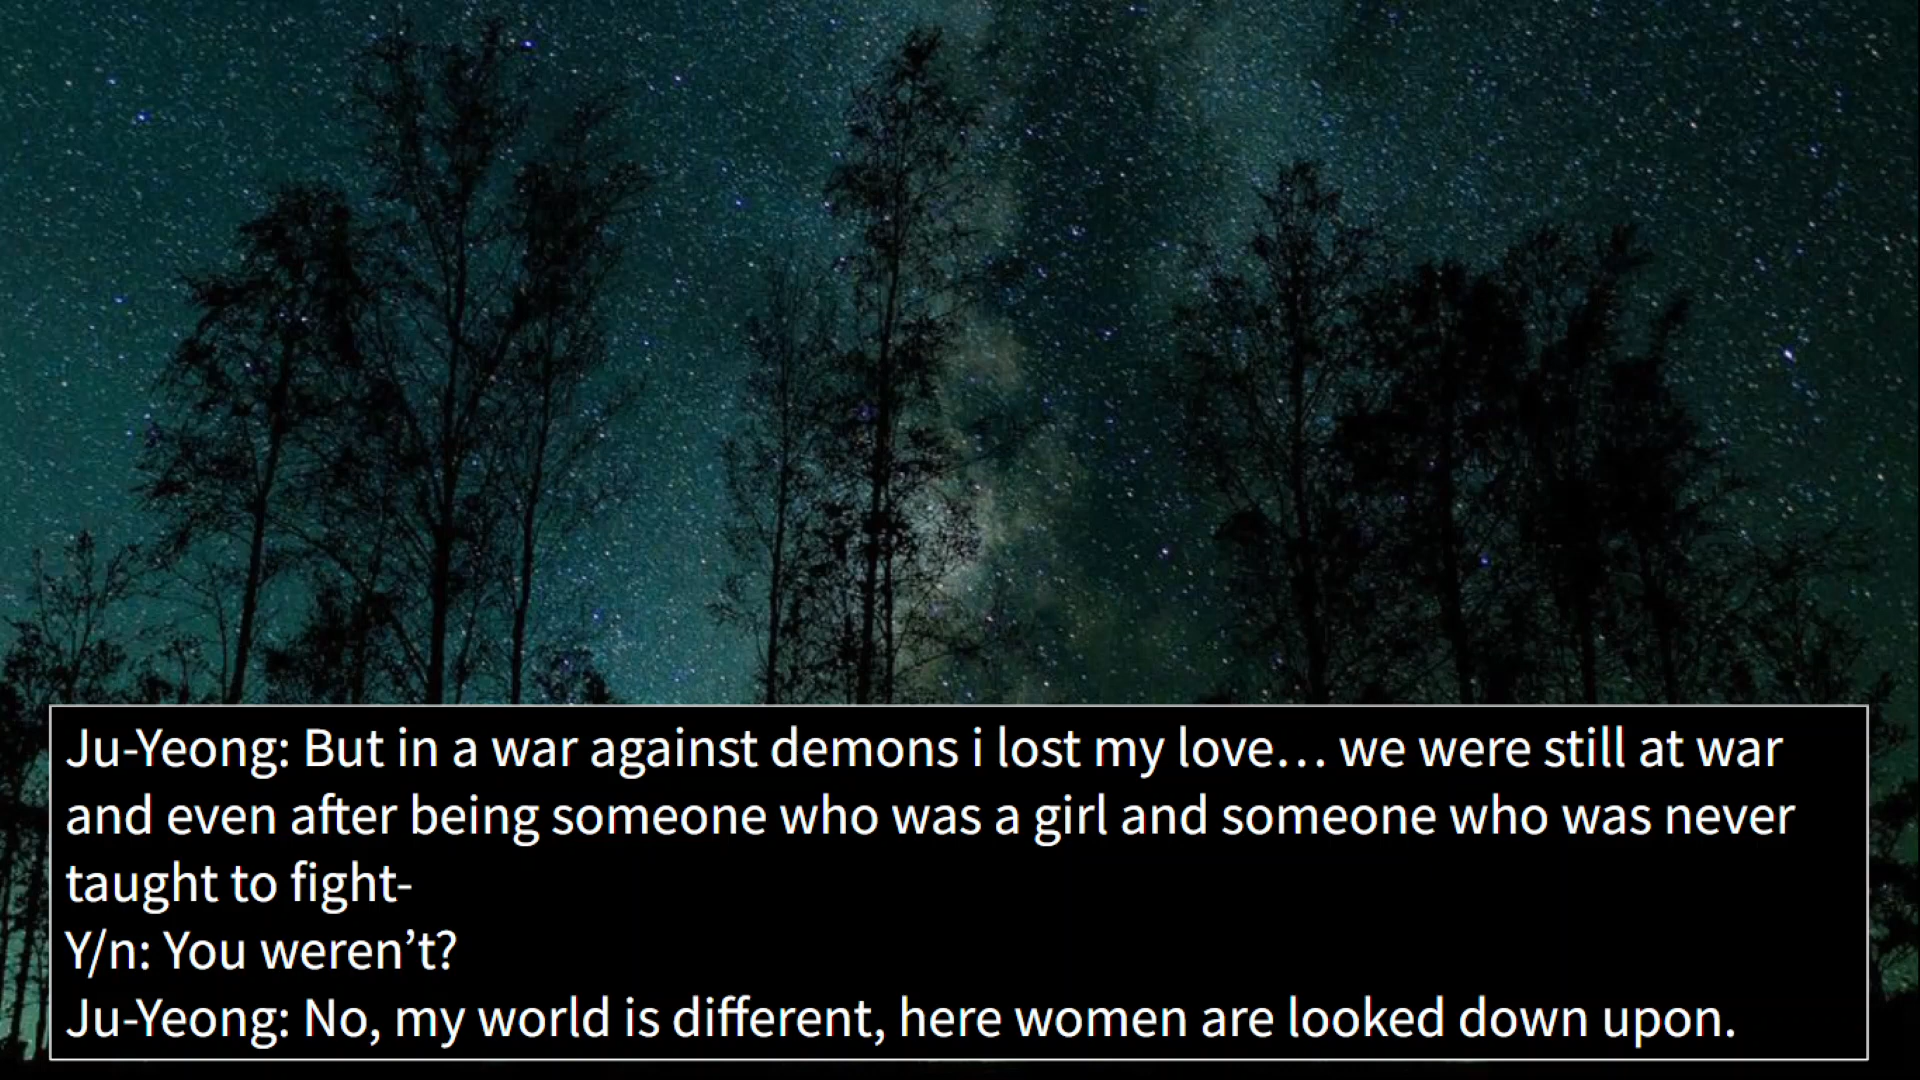 Ju-Yeong: But in a war against demons i lost my love… we were still at war
and even after being someone who was a girl and someone who was never
taught to fight-
Y/n: You weren’t?
Ju-Yeong: No, my world is different, here women are looked down upon.